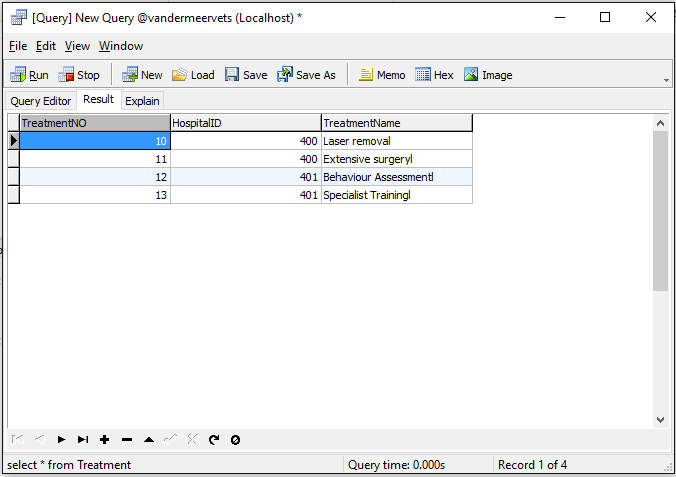 [Query] New Query @vandermeervets (Localhost) *
File Edit View Window
Run Stop New Load Save Save As Memo Hex Image
Query Editor Result Explain
TreatmentNO HospitalID TreatmentName
10 400 Laser removal
11 400 Extensive surgeryl
12 401 Behaviour Assessmentl
13 401 Specialist Trainingl
select * from Treatment Query time: 0.000s Record 1 of 4